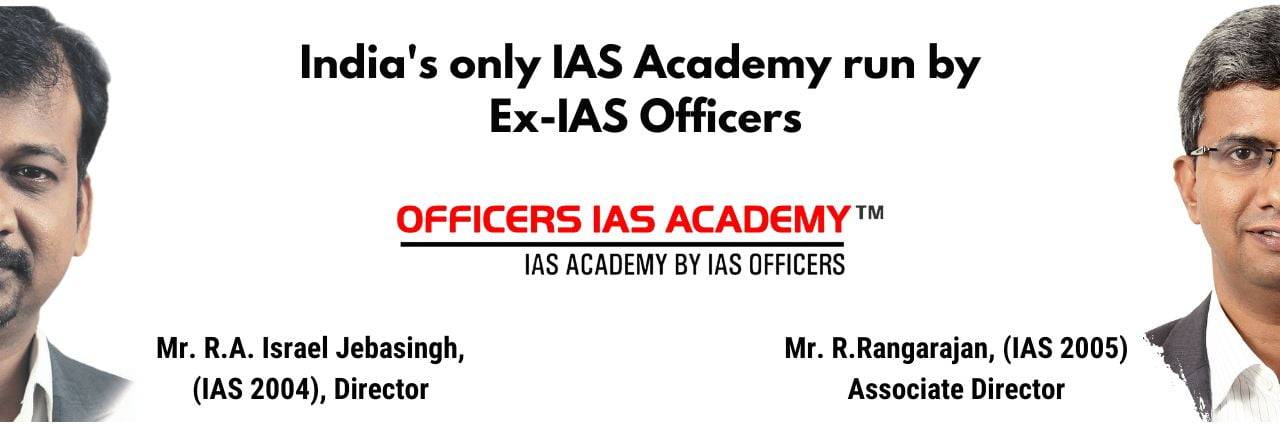 India's only IAS Academy run by
Ex-IAS Officers
OFFICERS IAS ACADEMY™
IAS ACADEMY BY IAS OFFICERS
Mr. R.A. Israel Jebasingh,
(IAS 2004), Director
Mr. R.Rangarajan, (IAS 2005)
Associate Director